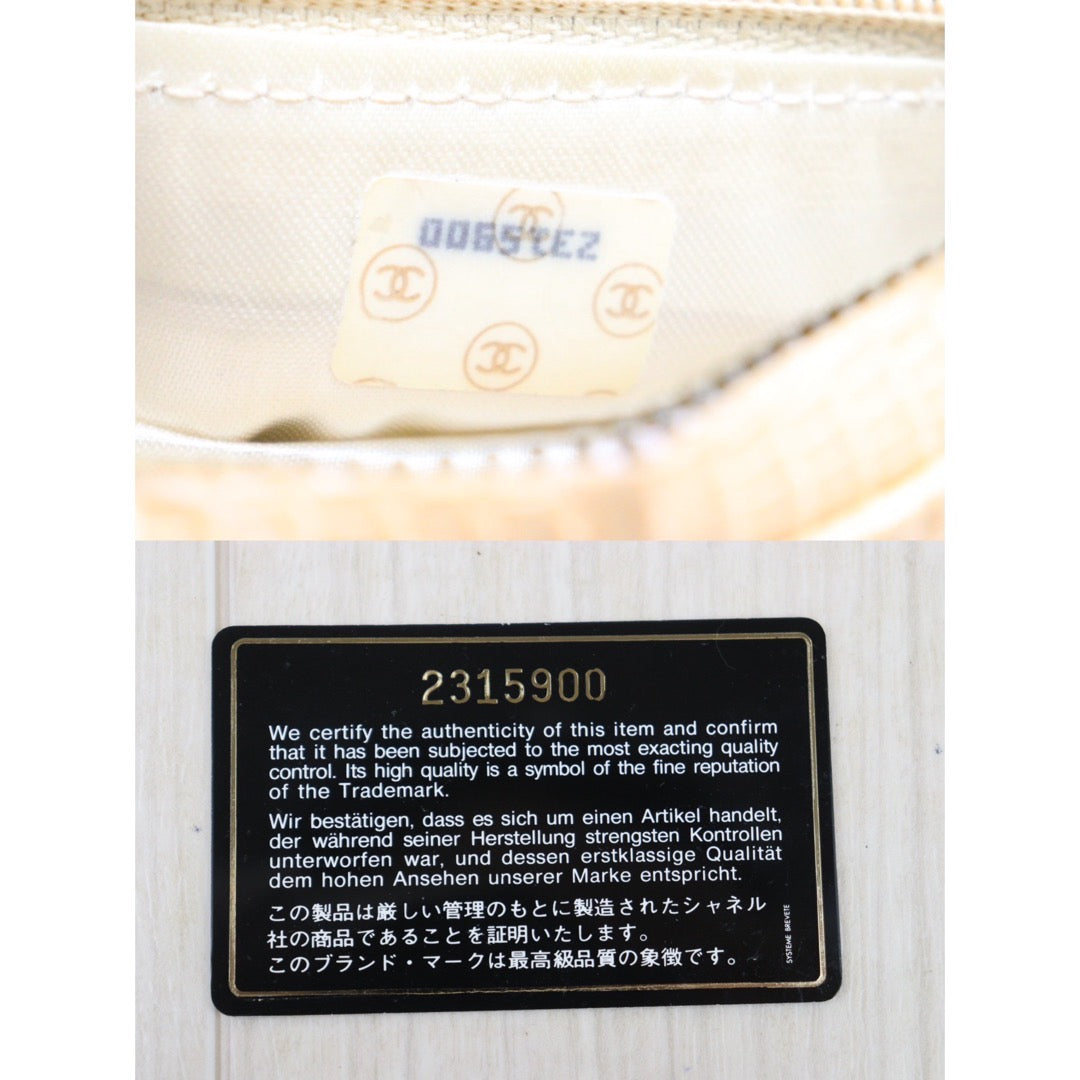 2315900
2315900
We certify the authenticity of this item and confirm
that it has been subjected to the most exacting quality
control. Its high quality is a symbol of the fine reputation
of the Trademark.
Wir bestätigen, dass es sich um einen Artikel handelt,
der während seiner Herstellung strengsten Kontrollen
unterworfen war, und dessen erstklassige Qualität
dem hohen Ansehen unserer Marke entspricht.
この製品は厳しい管理のもとに製造されたシャネル
社の商品であることを証明いたします。
このブランド・マークは最高級品質の象徴です。
SYSTEME BREVETE